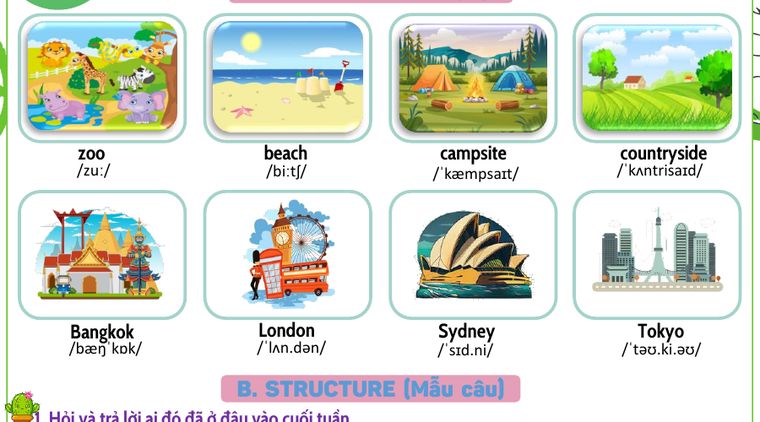 zoo
/zuː/
beach
/biːtʃ/
campsite
/ˈkæmpsaɪt/
countryside
/ˈkʌntrisaɪd/
Bangkok
/bæŋˈkɒk/
London
/ˈlʌn.dən/
Sydney
/ˈsɪd.ni/
Tokyo
/ˈtəʊ.ki.əʊ/
B. STRUCTURE (Mẫu câu)
1. Hỏi và trả lời ai đó đã ở đâu vào cuối tuần